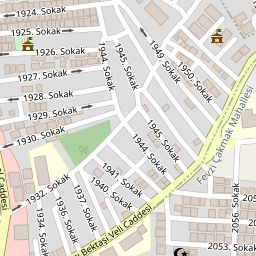 1924. Sokak
1925. Sokak
1926. Sokak
1927. Sokak
1928. Sokak
1929. Sokak
1930. Sokak
1944. Sokak
1945. Sokak
1949. Sokak
1950. Sokak
Fevzi Çakmak Mahallesi
1945. Sokak
1944. Sokak
1941. Sokak
1940. Sokak
1932. Sokak
1937. Sokak
1936. Sokak
1934. Sokak
Bektaşi Veli Caddesi
Caddesi
2056. Sokak
2055. Sokak
2053. Sokak